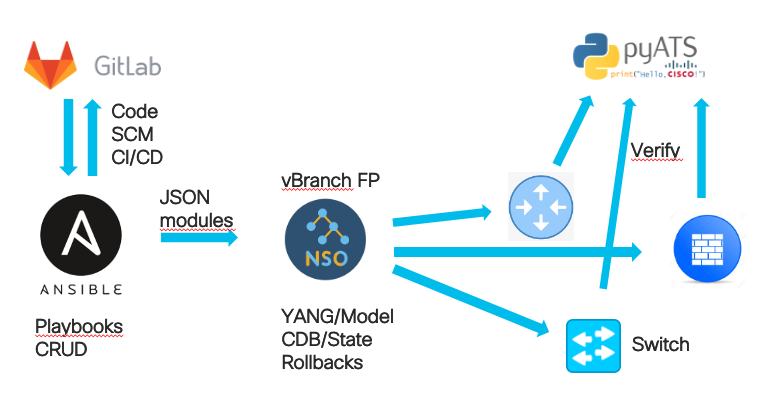 GitLab
Code
SCM
CI/CD
ANSIBLE
Playbooks
CRUD
JSON
modules
vBranch FP
NSO
YANG/Model
CDB/State
Rollbacks
pyATS
print("Hello, CISCO!")
Verify
Switch